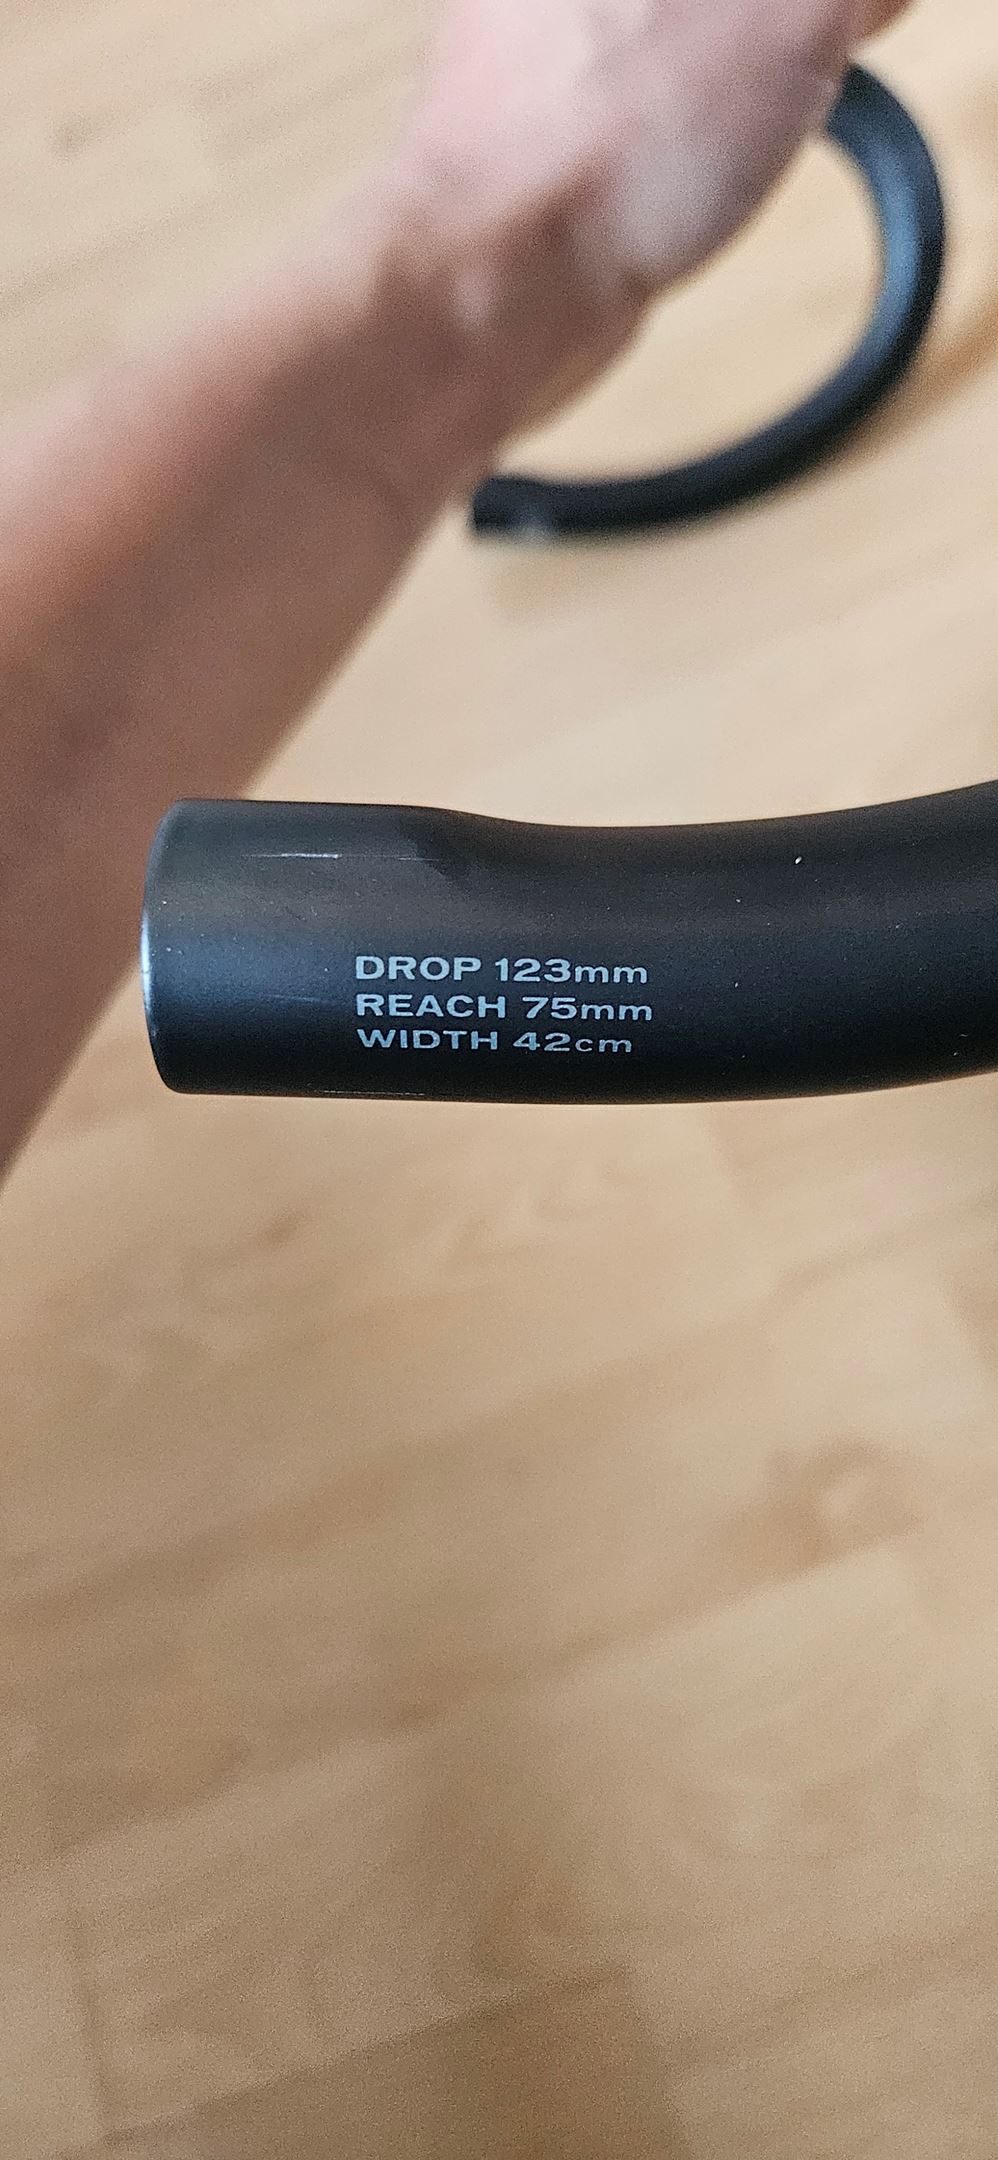 DROP 123mm
REACH 75mm
WIDTH 42cm